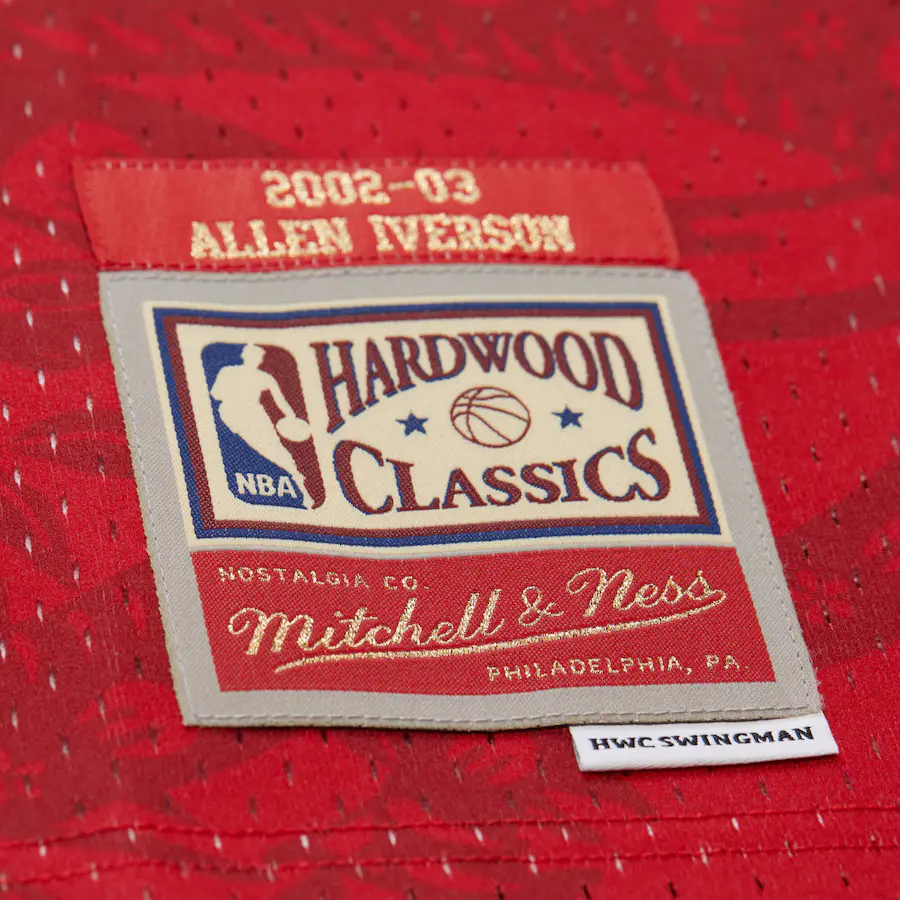 2002-03
ALLEN IVERSON
HARDWOOD
CLASSICS
NBA
NOSTALGIA CO.
Mitchell & Ness
PHILADELPHIA, PA.
HWC SWINGMAN